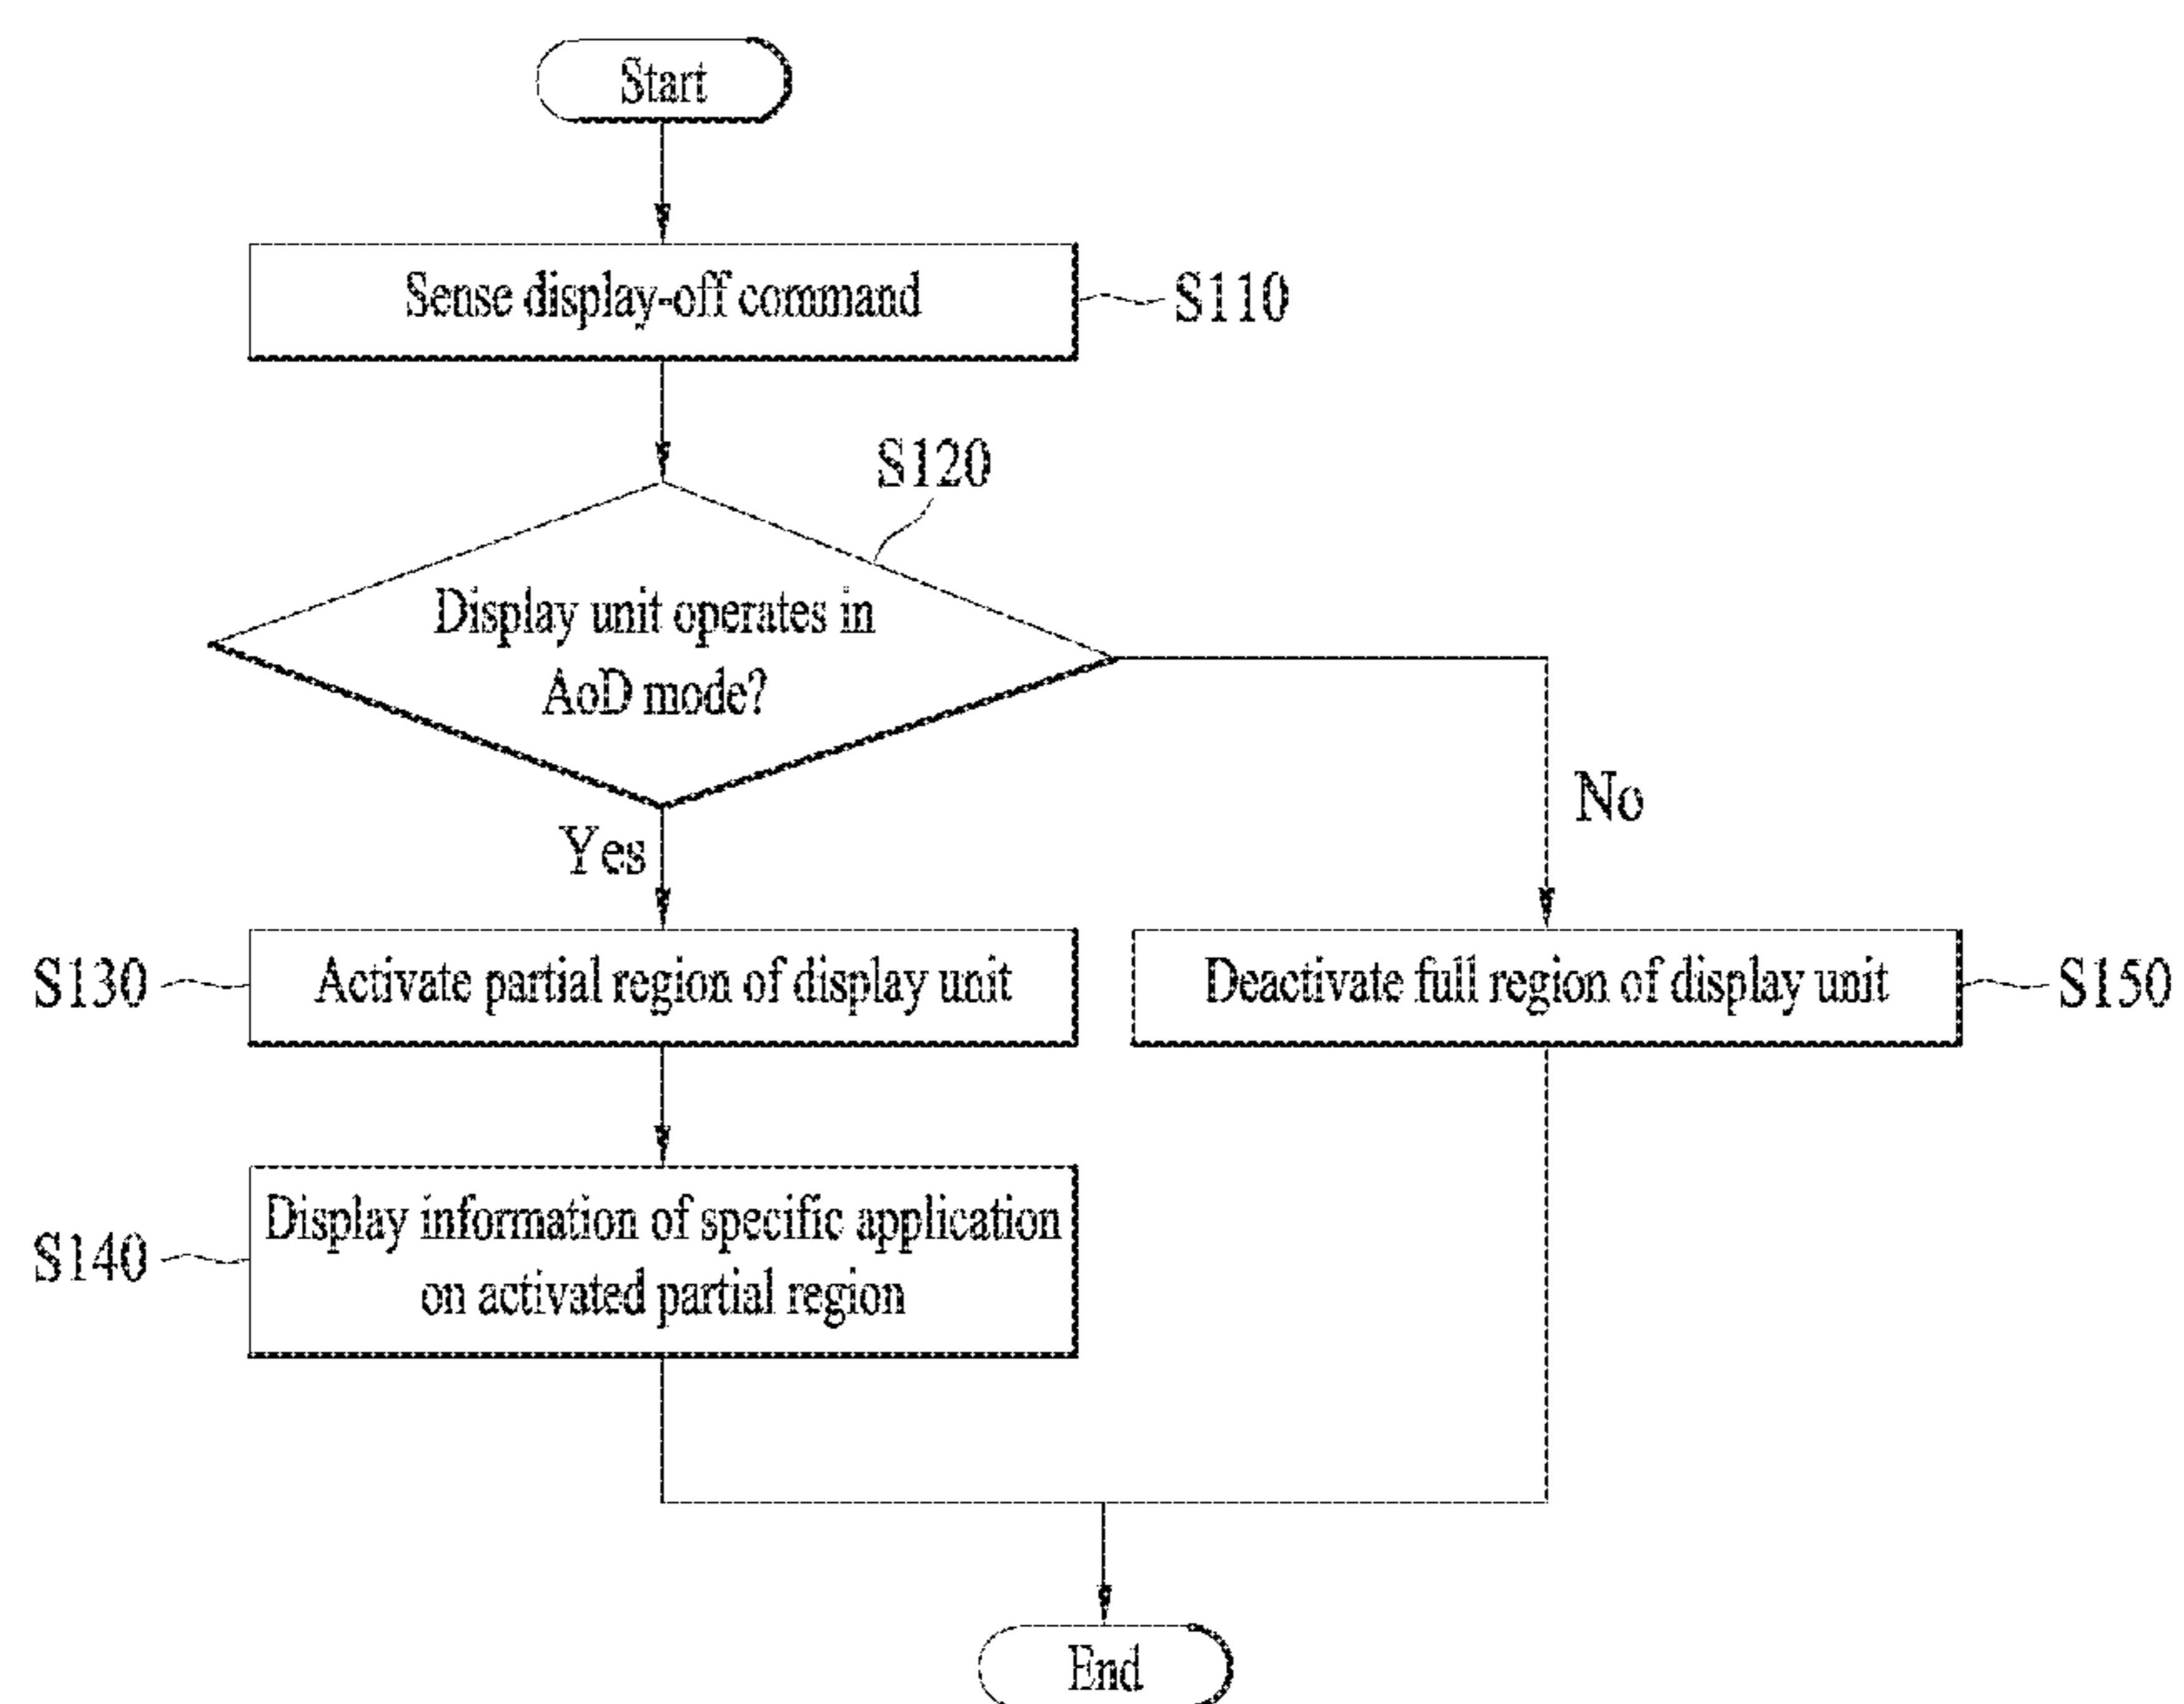 Start
Sense display-off command
S110
S120
Display unit operates in
AoD mode?
Yes
No
S130
Activate partial region of display unit
Deactivate full region of display unit
S150
S140
Display information of specific application
on activated partial region
End